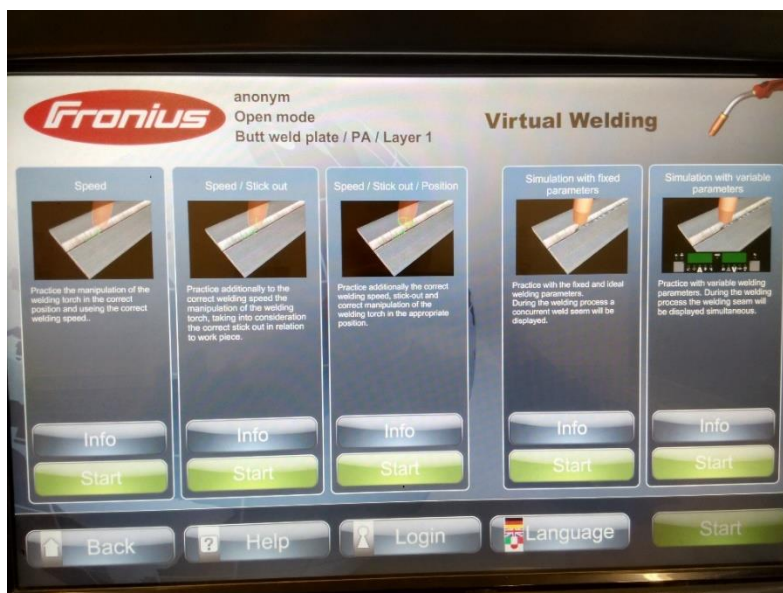 Fronius
anonym
Open mode
Butt weld plate / PA / Layer 1
Virtual Welding
Speed
Practice the manipulation of the
welding torch in the correct
position and useing the correct
welding speed..
Info
Start
Speed / Stick out
Practice additionally to the
correct welding speed the
manipulation of the welding
torch, taking into consideration
the correct stick out in relation
to work piece.
Info
Start
Speed / Stick out / Position
Practice additionally the correct
welding speed, stick-out and
correct manipulation of the
welding torch in the appropriate
position.
Info
Start
Simulation with fixed
parameters
Practice with the fixed and ideal
welding parameters.
During the welding process a
concurrent weld seem will be
displayed.
Info
Start
Simulation with variable
parameters
Practice with variable welding
parameters. During the welding
process the welding seam will
be displayed simultaneous.
Info
Start
Back
? Help
Login
Language
Start